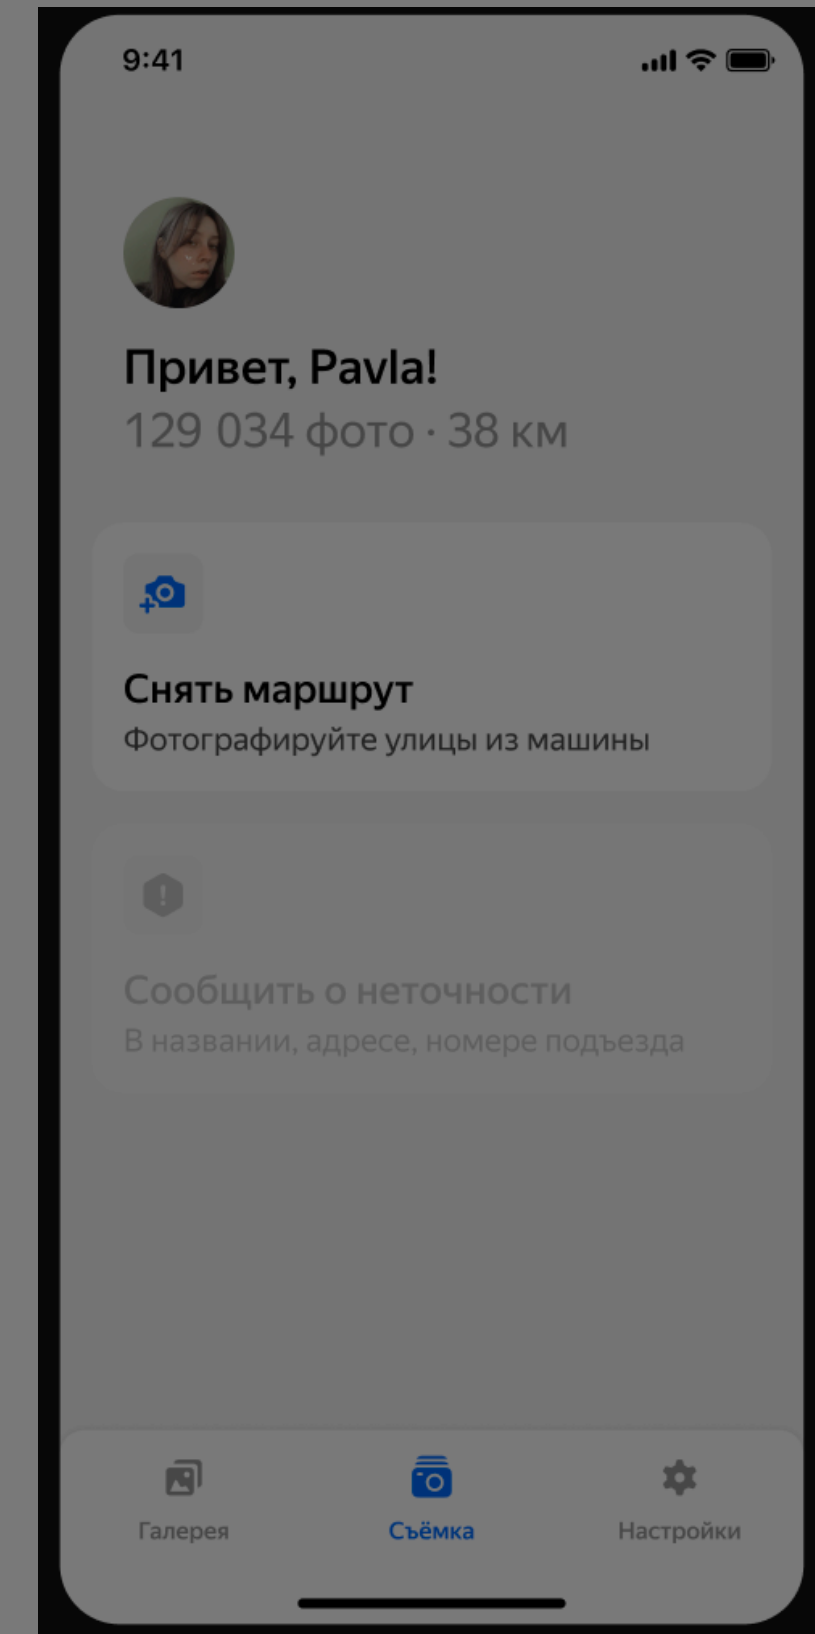 9:41
Привет, Pavla!
129 034 фото · 38 км
Снять маршрут
Фотографируйте улицы из машины
Сообщить о неточности
В названии, адресе, номере подъезда
Галерея Съёмка Настройки